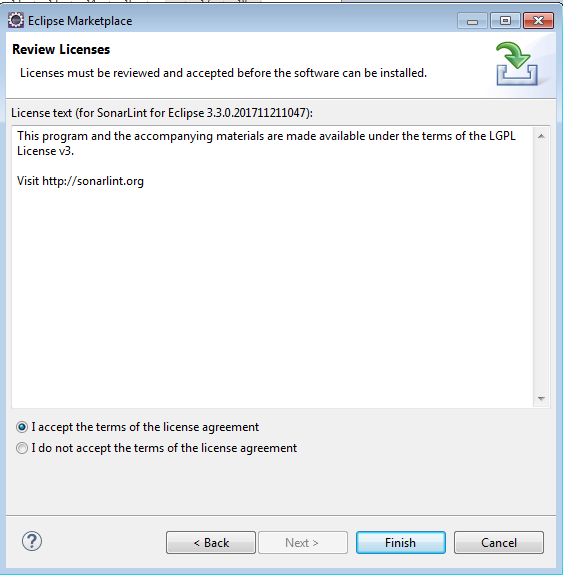 Eclipse Marketplace
Review Licenses
Licenses must be reviewed and accepted before the software can be installed.
License text (for SonarLint for Eclipse 3.3.0.201711211047):
This program and the accompanying materials are made available under the terms of the LGPL
License v3.
Visit http://sonarlint.org
I accept the terms of the license agreement
I do not accept the terms of the license agreement
?
< Back
Next >
Finish
Cancel